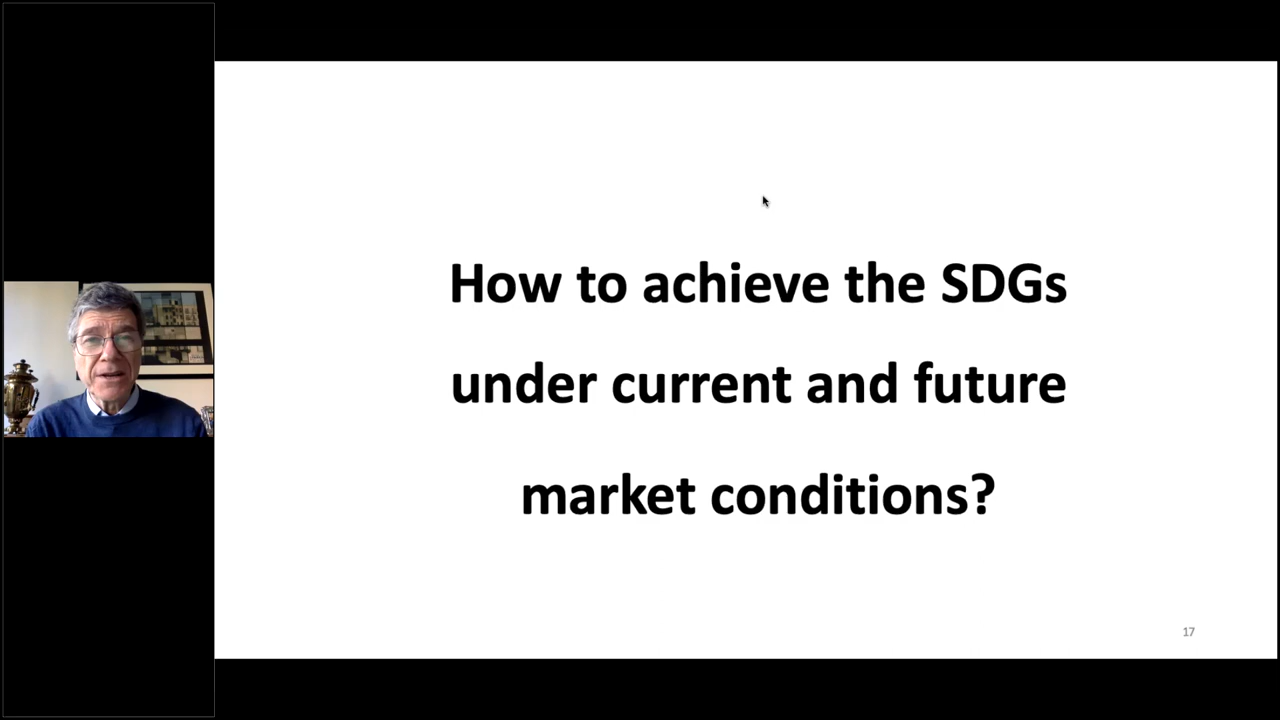 How to achieve the SDGs
under current and future
market conditions?
17